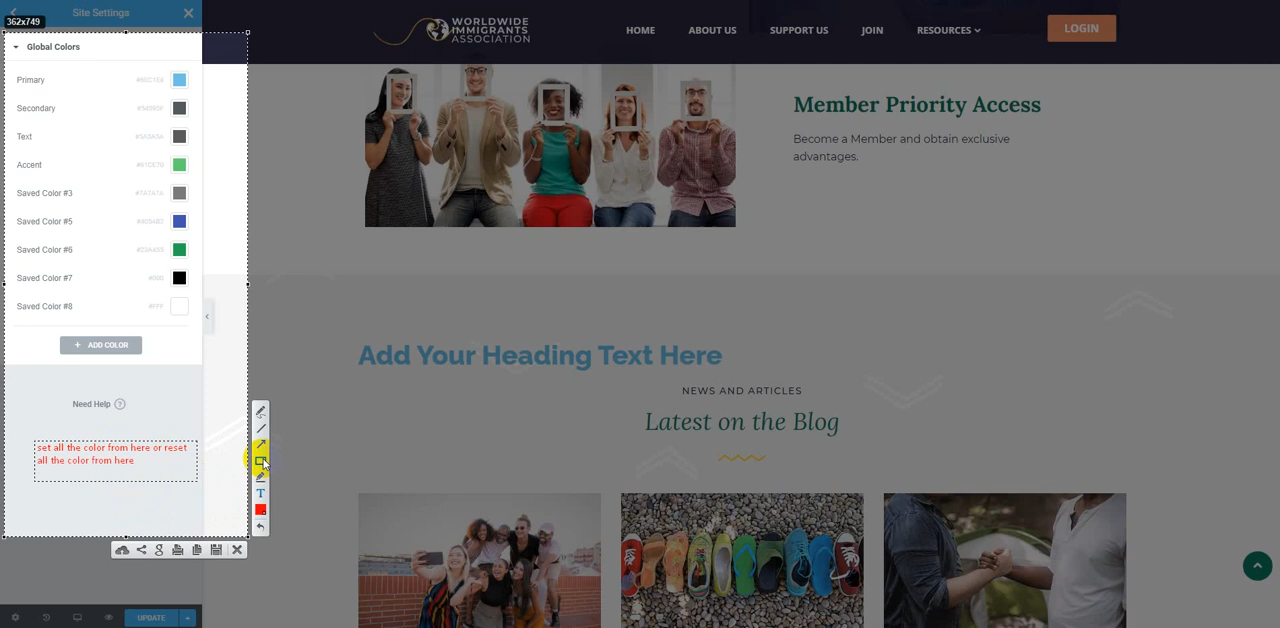 Site Settings
362x749
Global Colors
Primary
Secondary
Text
Accent
Saved Color #3
Saved Color #5
Saved Color #6
Saved Color #7
#000
Saved Color #8
#FFF
+ ADD COLOR
Need Help ?
set all the color from here or reset
all the color from here
UPDATE
WORLDWIDE
IMMIGRANTS
ASSOCIATION
HOME
ABOUT US
SUPPORT US
JOIN
RESOURCES
LOGIN
Member Priority Access
Become a Member and obtain exclusive
advantages.
Add Your Heading Text Here
NEWS AND ARTICLES
Latest on the Blog
T